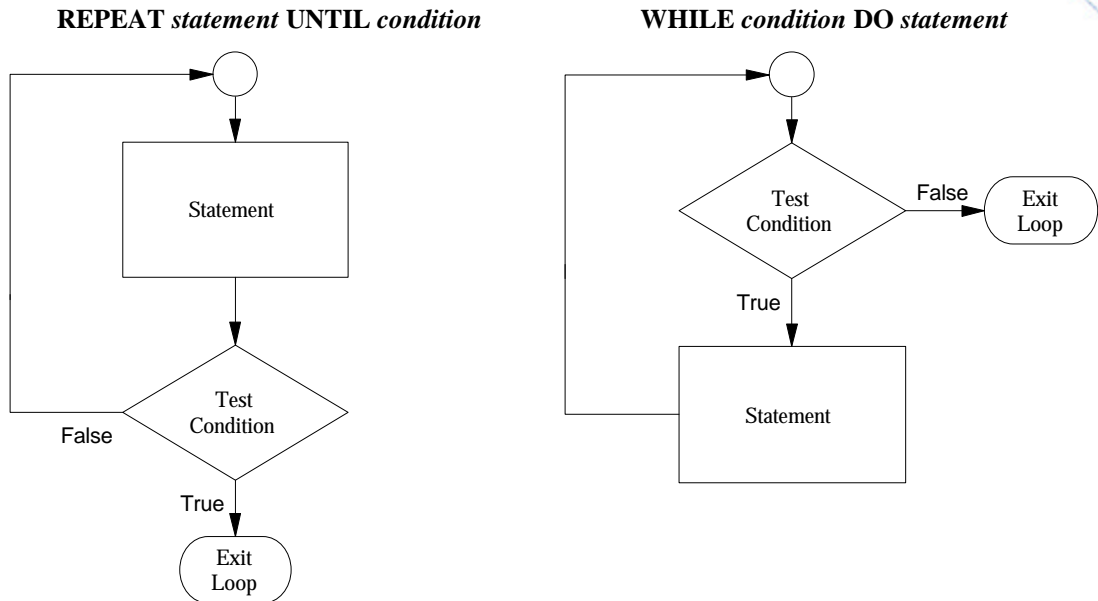 REPEAT statement UNTIL condition
Statement
Test
Condition
False
True
Exit
Loop
WHILE condition DO statement
Test
Condition
False
Exit
Loop
True
Statement